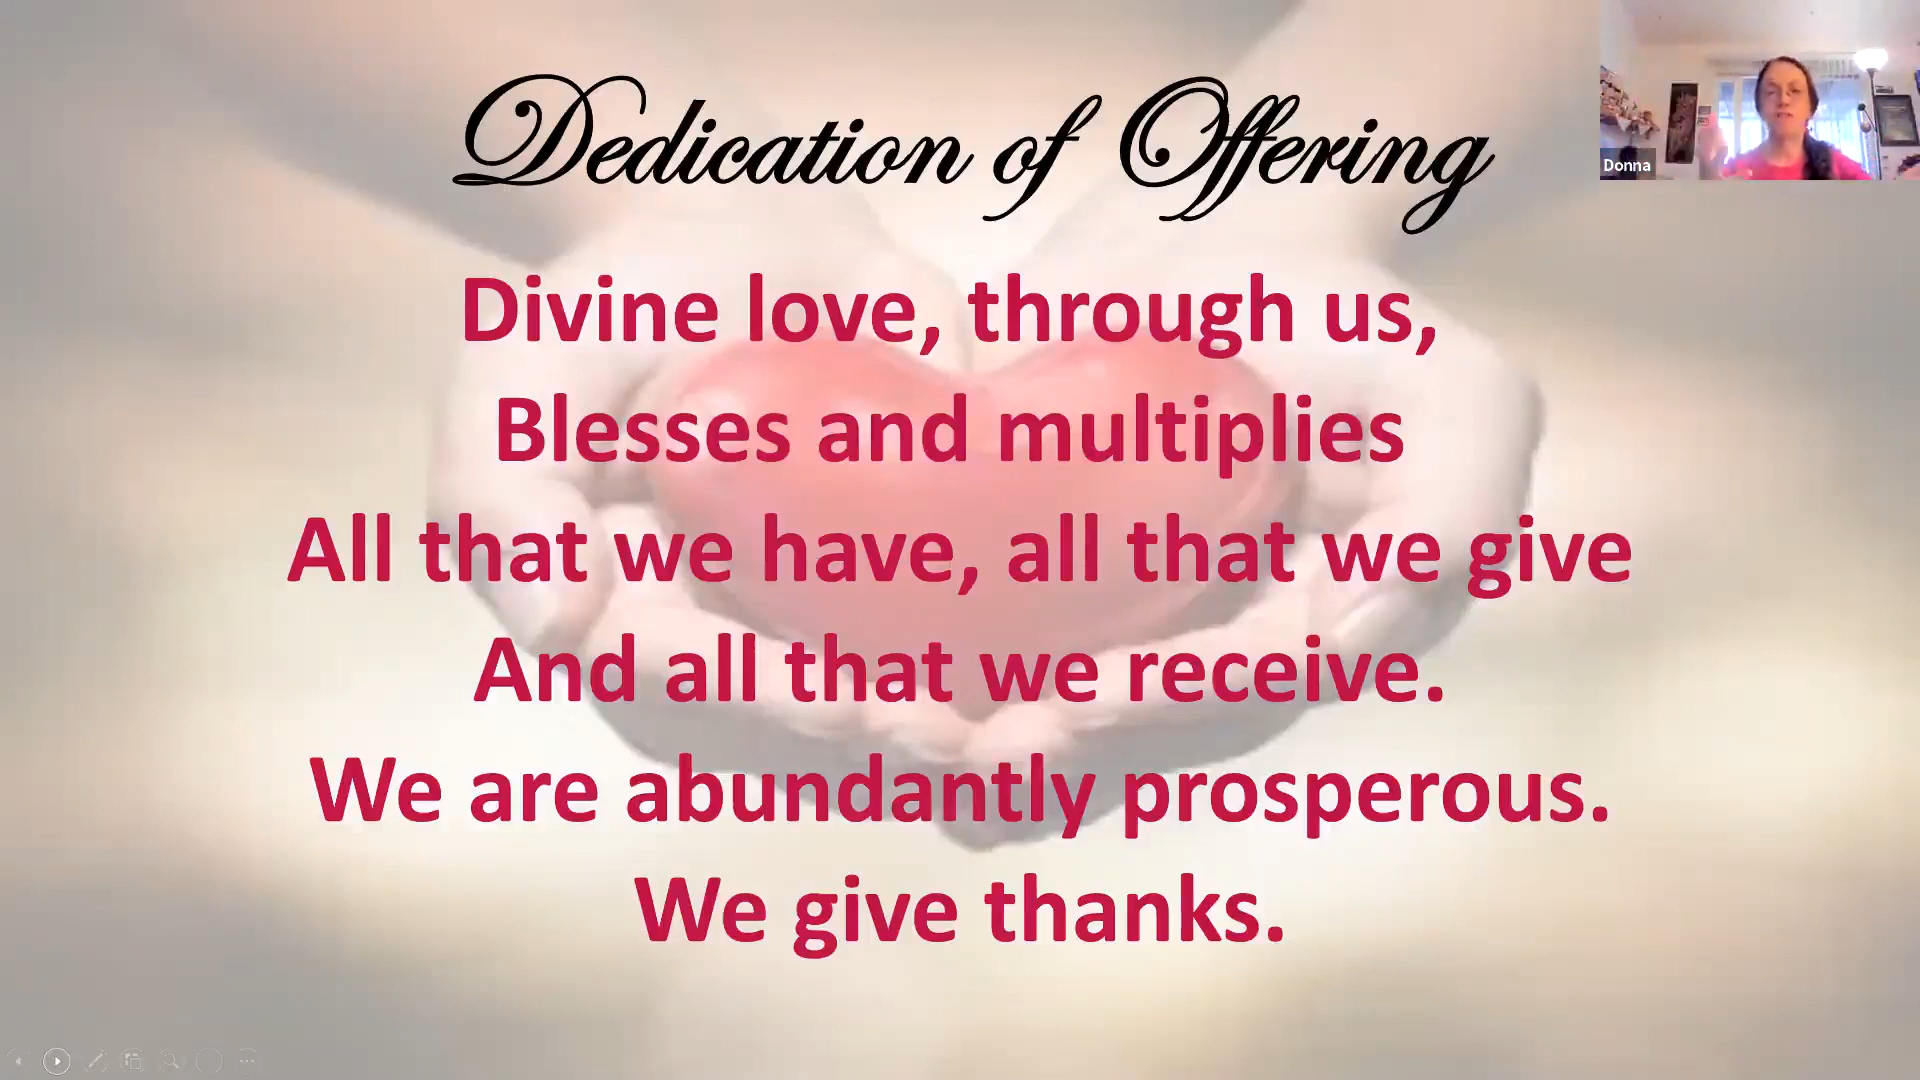 Dedication of Offering
Donna
Divine love, through us,
Blesses and multiplies
All that we have, all that we give
And all that we receive.
We are abundantly prosperous.
We give thanks.